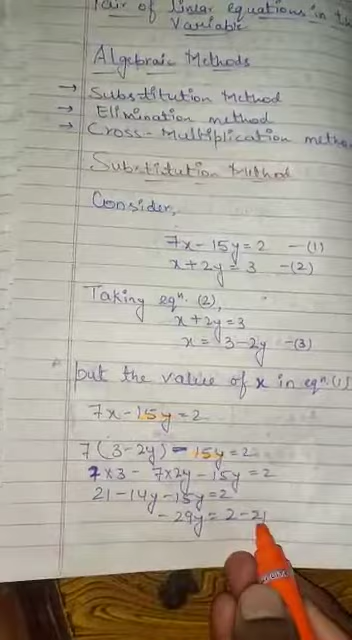 Pair of linear equations in
Variable
Algebraic Methods
→ Substitution Method
→ Elimination method
→ Cross-Multiplication
Substitution Method
Consider,
7x-15y=2 -(1)
x+2y=3 -(2)
Taking eqⁿ. (2),
x+2y=3
x= 3-2y -(3)
put the value of x in eqⁿ.(1)
7x-15y=2
7(3-2y)-15y=2
7×3-7×2y-15y=2
21-14y-15y=2
-29y=2-21